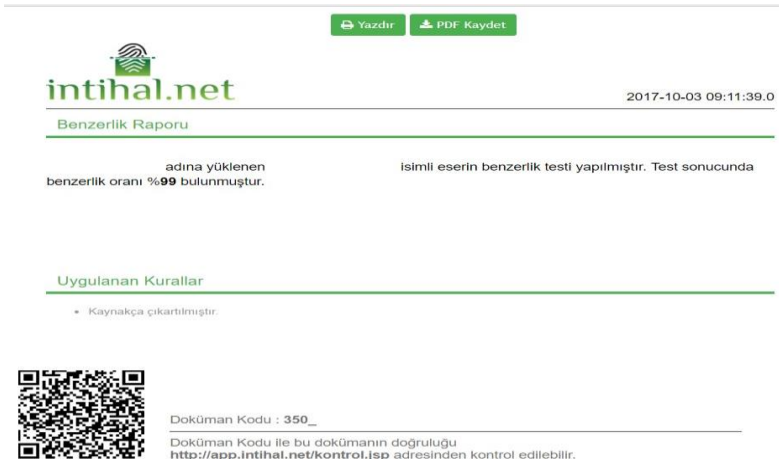 Yazdır PDF Kaydet
intihal.net
2017-10-03 09:11:39.0
Benzerlik Raporu
adına yüklenen isimli eserin benzerlik testi yapılmıştır. Test sonucunda
benzerlik oranı %99 bulunmuştur.
Uygulanan Kurallar
• Kaynakça çıkartılmıştır.
Doküman Kodu : 350_
Doküman Kodu ile bu dokümanın doğruluğu
http://app.intihal.net/kontrol.jsp adresinden kontrol edilebilir.